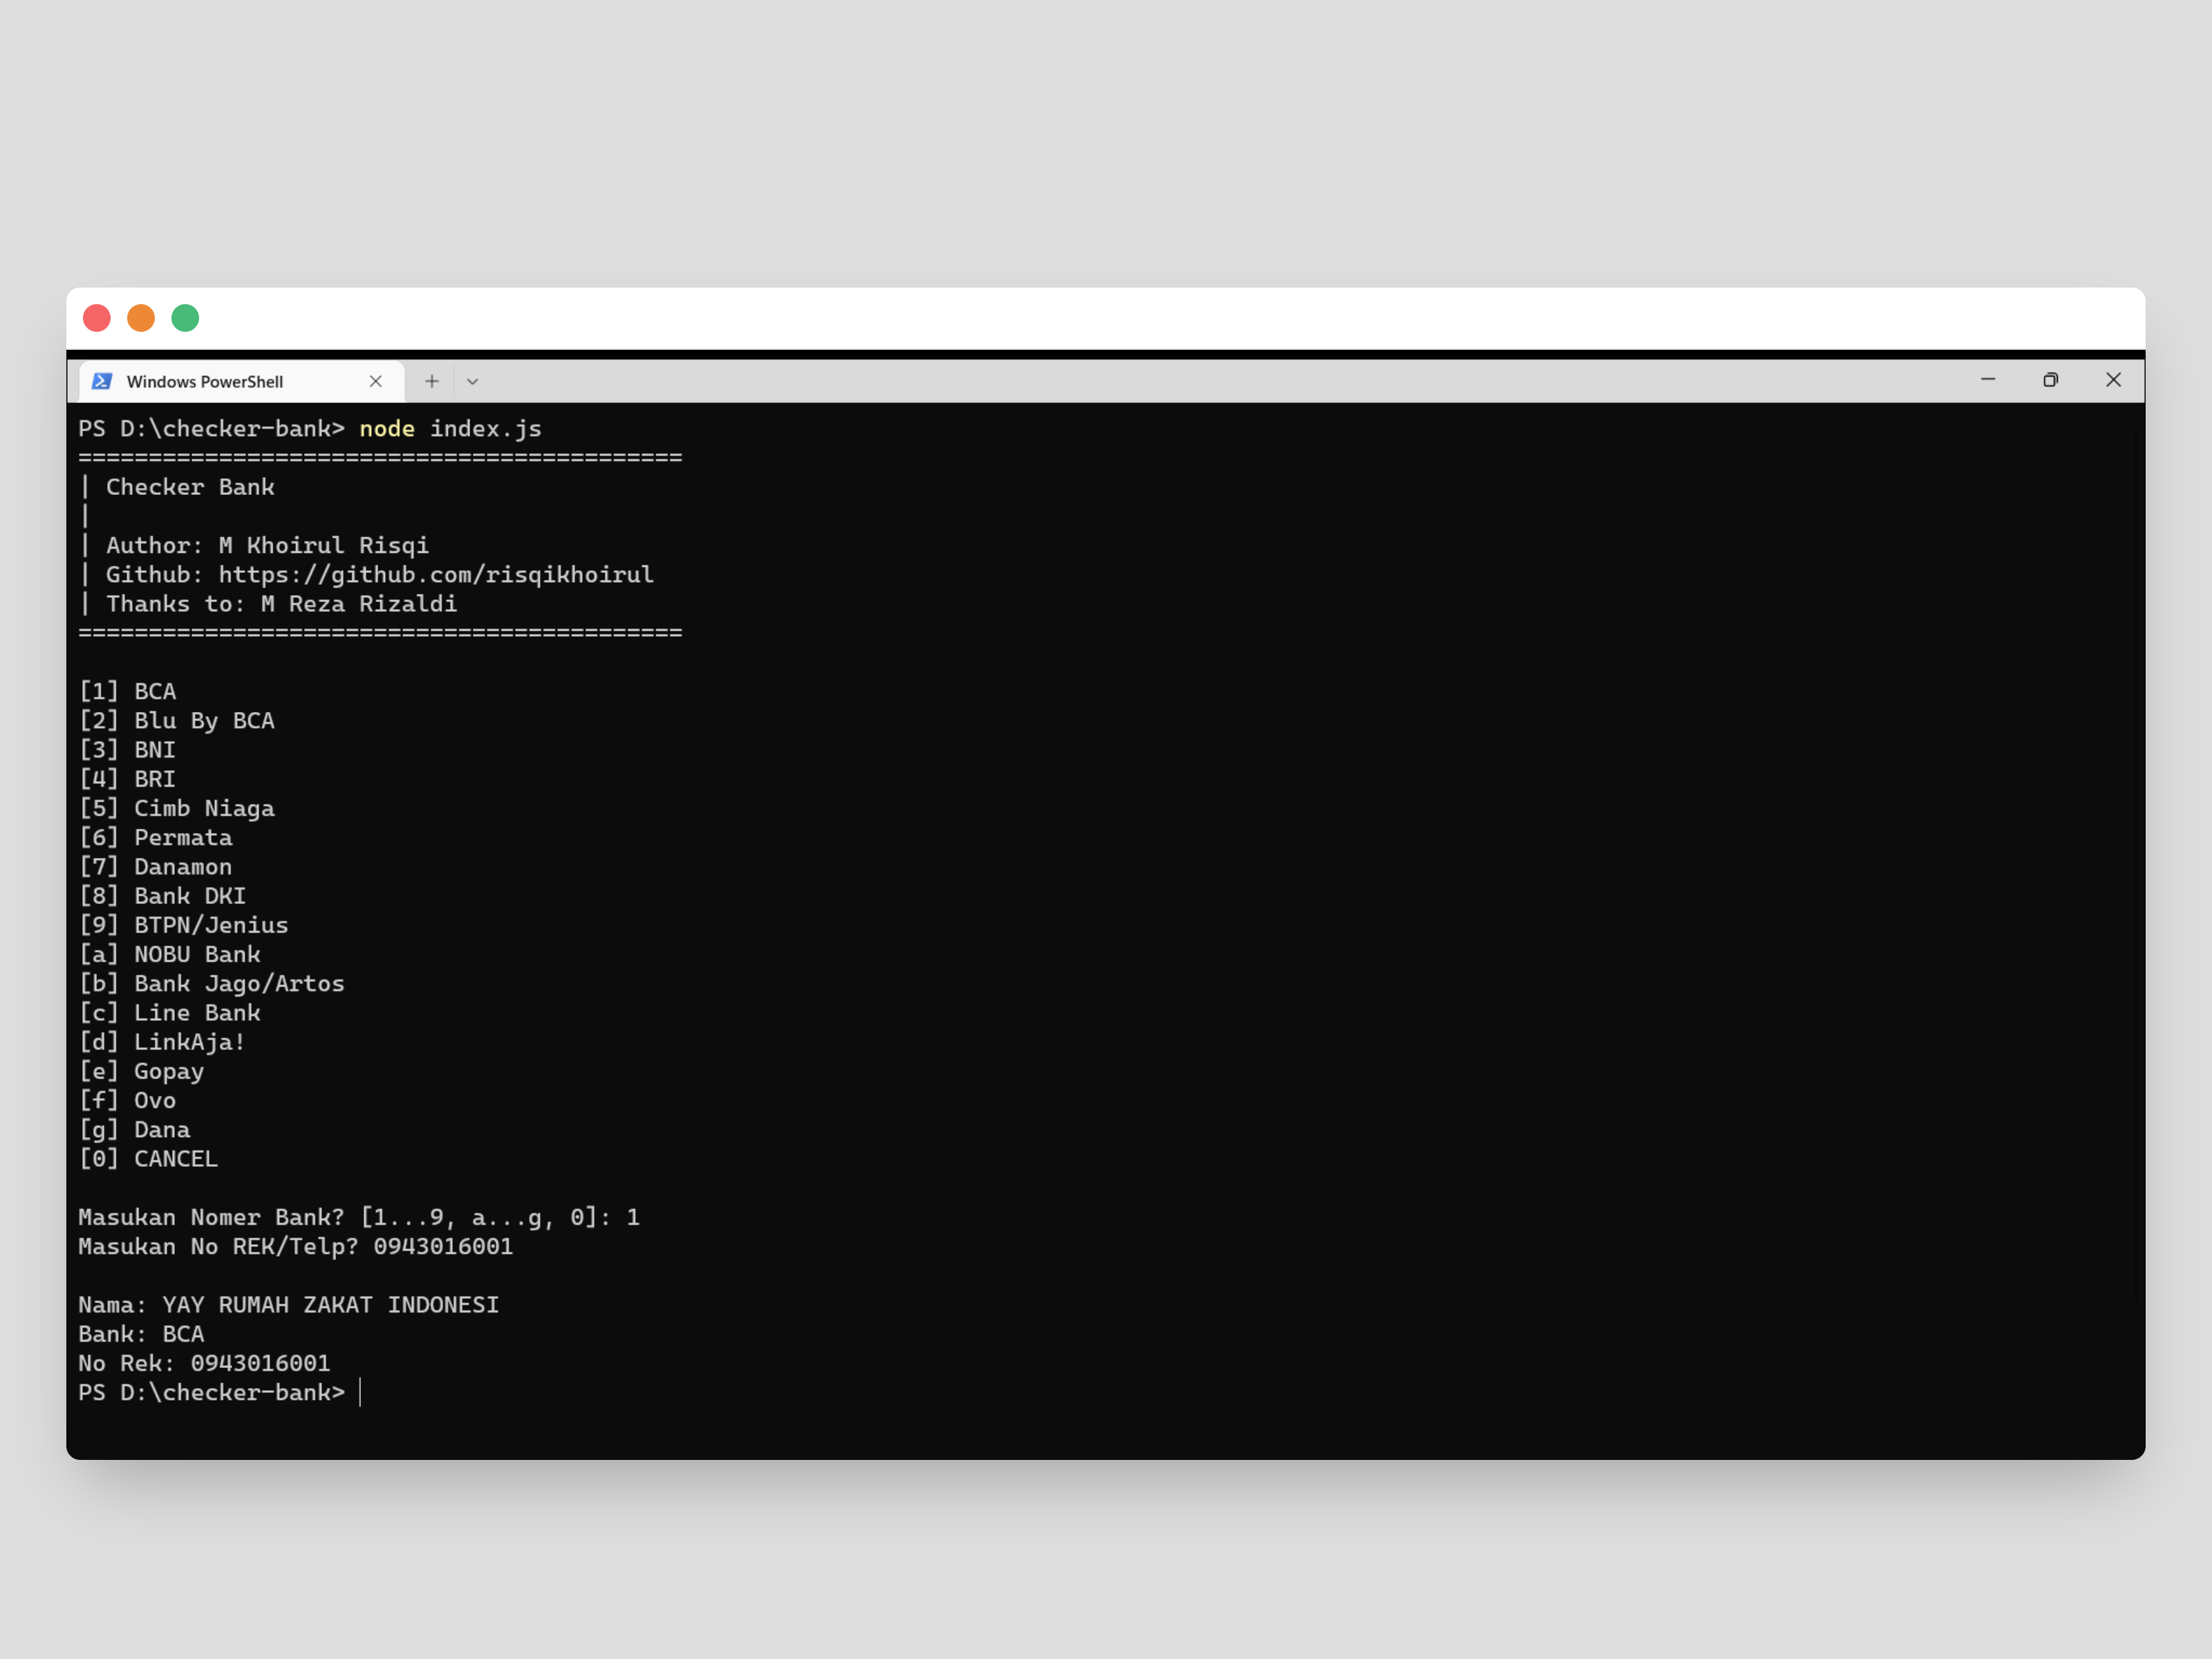 Windows PowerShell
PS D:\checker-bank> node index.js
===========================================
| Checker Bank
|
| Author: M Khoirul Risqi
| Github: https://github.com/risqikhoirul
| Thanks to: M Reza Rizaldi
===========================================
[1] BCA
[2] Blu By BCA
[3] BNI
[4] BRI
[5] Cimb Niaga
[6] Permata
[7] Danamon
[8] Bank DKI
[9] BTPN/Jenius
[a] NOBU Bank
[b] Bank Jago/Artos
[c] Line Bank
[d] LinkAja!
[e] Gopay
[f] Ovo
[g] Dana
[0] CANCEL
Masukan Nomer Bank? [1...9, a...g, 0]: 1
Masukan No REK/Telp? 0943016001
Nama: YAY RUMAH ZAKAT INDONESI
Bank: BCA
No Rek: 0943016001
PS D:\checker-bank>